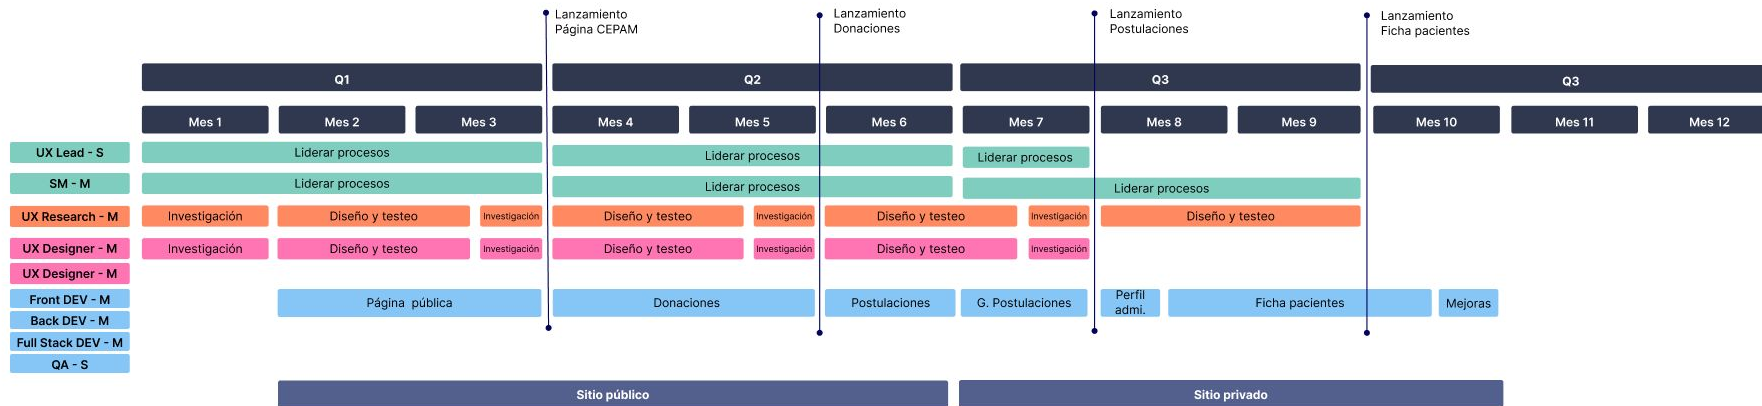 Lanzamiento
Página CEPAM
Lanzamiento
Donaciones
Lanzamiento
Postulaciones
Lanzamiento
Ficha pacientes
Q1
Q2
Q3
Q3
Mes 1
Mes 2
Mes 3
Mes 4
Mes 5
Mes 6
Mes 7
Mes 8
Mes 9
Mes 10
Mes 11
Mes 12
UX Lead - S
Liderar procesos
Liderar procesos
Liderar procesos
SM - M
Liderar procesos
Liderar procesos
Liderar procesos
UX Research - M
Investigación
Diseño y testeo
Investigación
Diseño y testeo
Investigación
Diseño y testeo
Investigación
Diseño y testeo
UX Designer - M
Investigación
Diseño y testeo
Investigación
Diseño y testeo
Investigación
Diseño y testeo
Investigación
UX Designer - M
Front DEV - M
Página pública
Donaciones
Postulaciones
G. Postulaciones
Perfil
admi.
Ficha pacientes
Mejoras
Back DEV - M
Full Stack DEV - M
QA - S
Sitio público
Sitio privado